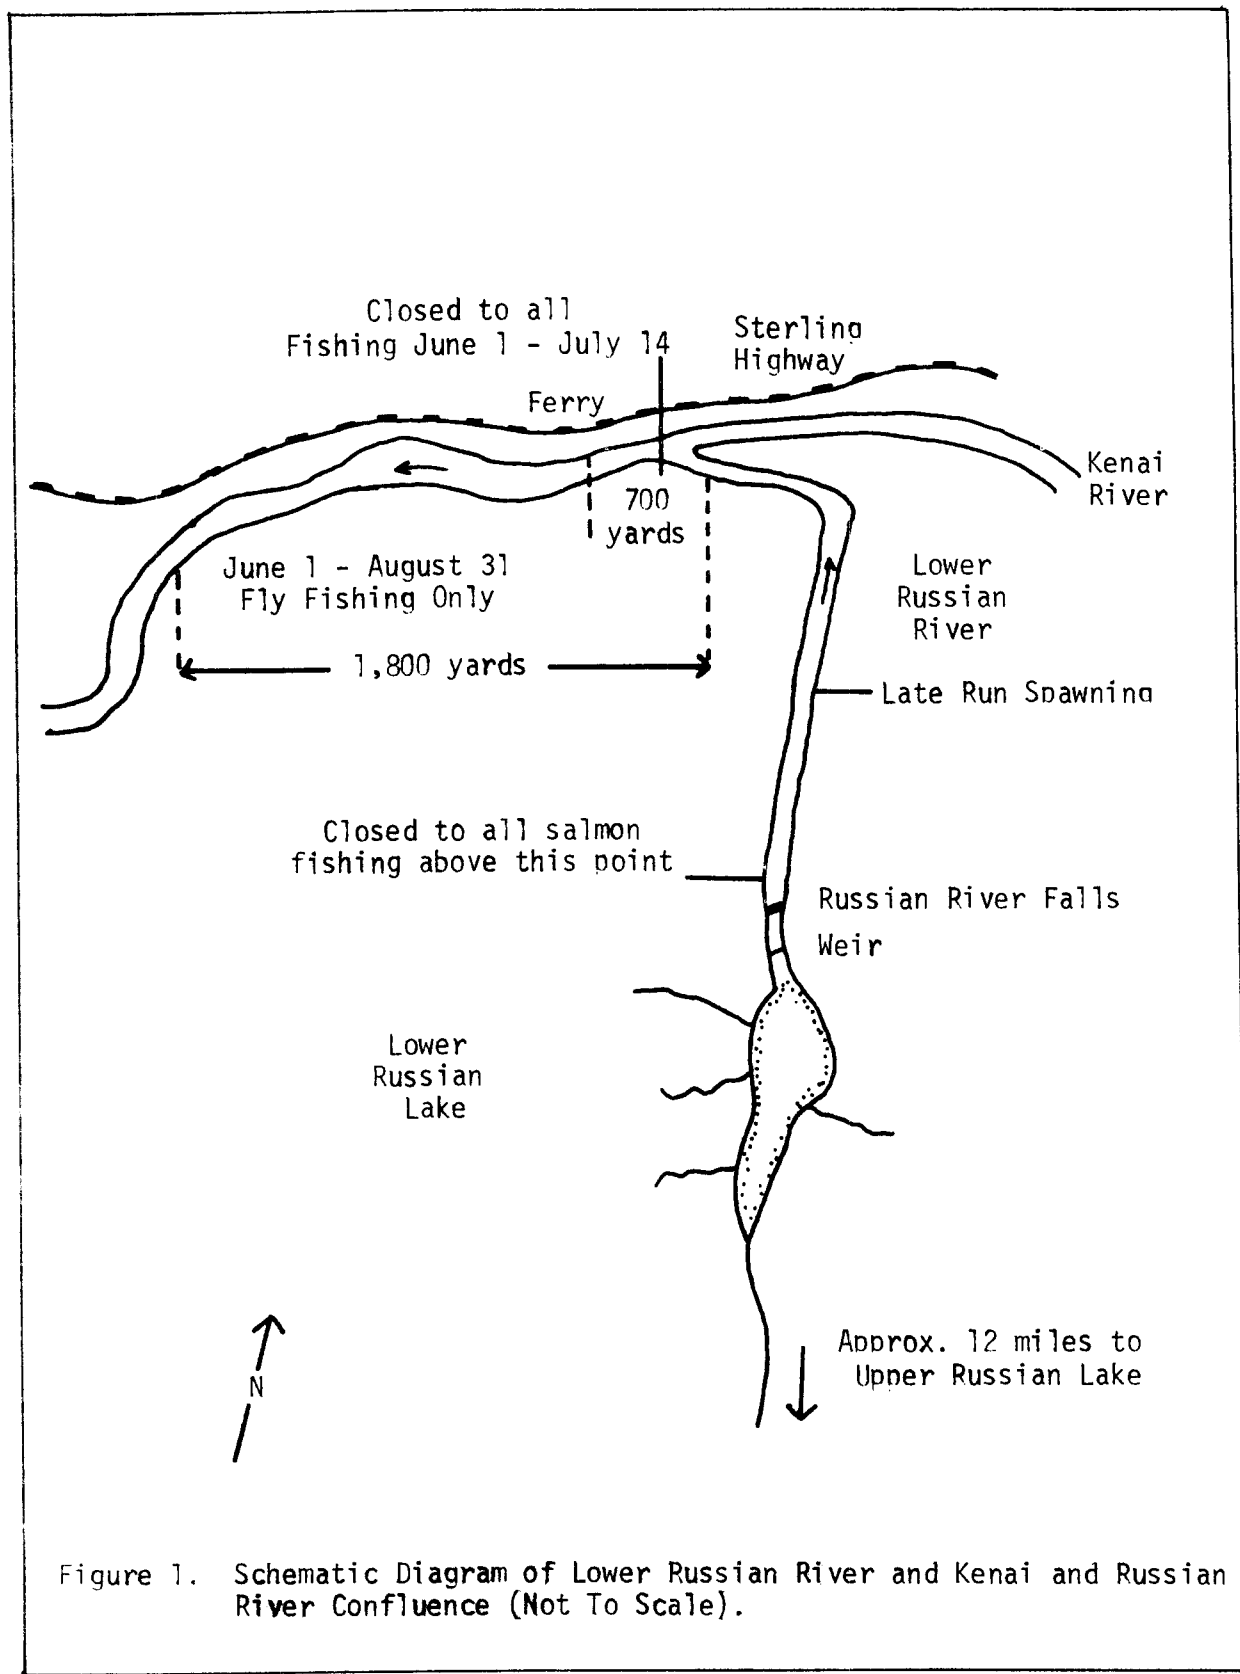 Closed to all
Fishing June 1 - July 14
Sterling
Highway
Ferry
Kenai
River
700
yards
June 1 - August 31
Fly Fishing Only
Lower
Russian
River
1,800 yards
Late Run Spawning
Closed to all salmon
fishing above this point
Russian River Falls
Weir
Lower
Russian
Lake
Approx. 12 miles to
Upper Russian Lake
N
Figure 1. Schematic Diagram of Lower Russian River and Kenai and Russian
River Confluence (Not To Scale).